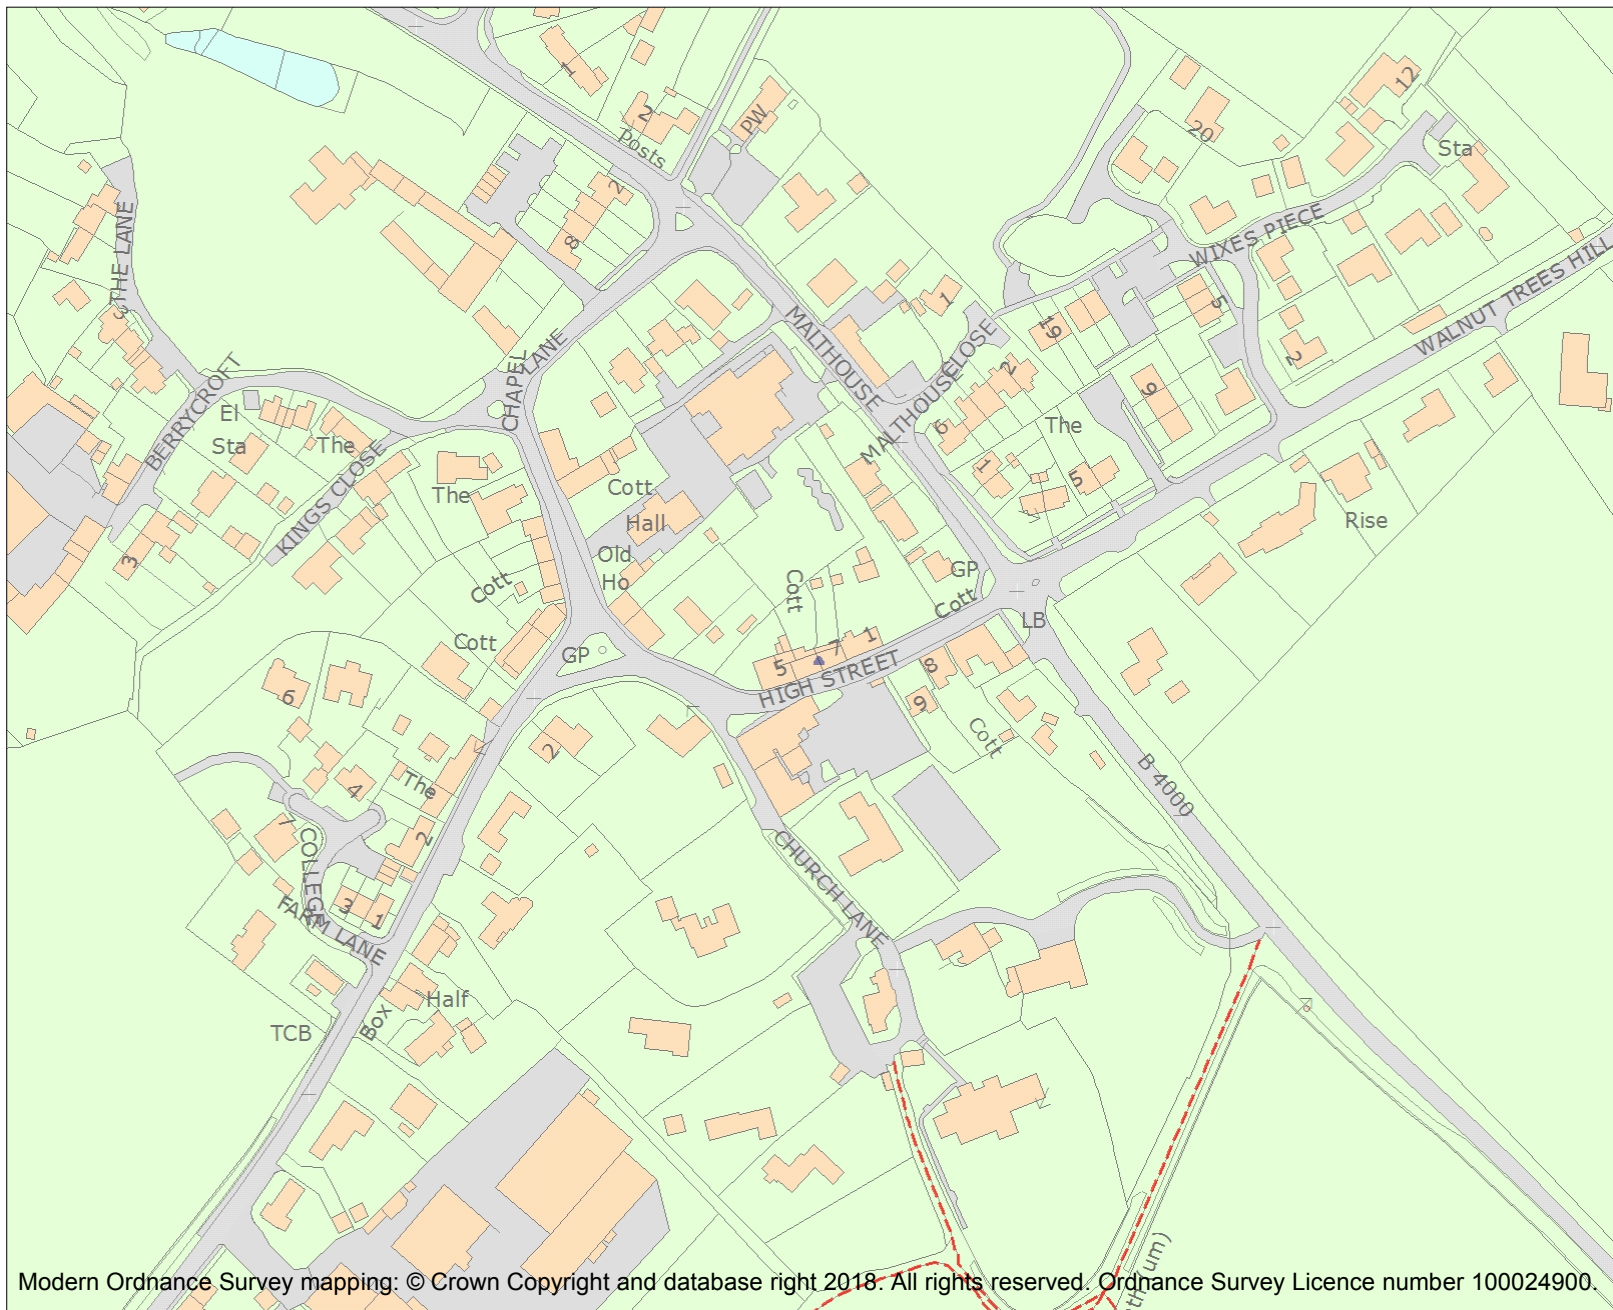 1
2
Posts
PW
12
20
Sta
2
8
THE LANE
3
WIXES PIECE
WALNUT TREES HILL
1
5
19
2
MALTHOUSE
MALTHOUSE CLOSE
CHAPEL LANE
2
9
6
The
BERRYCROFT
El
Sta
The
KINGS CLOSE
The
1
5
Cott
Hall
Rise
3
Old
Ho
Cott
Cott
GP
Cott
LB
Cott
GP
5
7
1
HIGH STREET
8
9
Cott
6
2
B 4000
The
4
7
2
COLLEGE
FARM LANE
3
1
CHURCH LANE
Half
TCB
Box
um)
Modern Ordnance Survey mapping: © Crown Copyright and database right 2018. All rights reserved. Ordnance Survey Licence number 100024900.